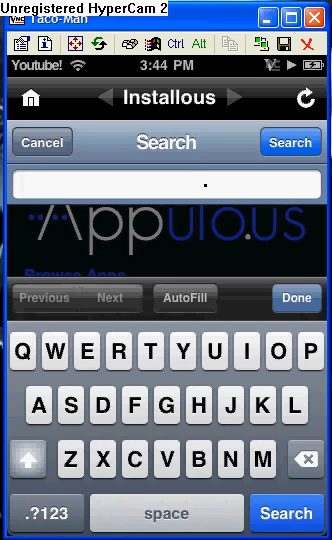 Unregistered HyperCam 2
Taco-Man
Ctrl Alt
Youtube! 3:44 PM
Installous
Cancel Search Search
Appulo.us
Browse Apps
Previous Next AutoFill Done
Q W E R T Y U I O P
A S D F G H J K L
Z X C V B N M
.?123 space Search